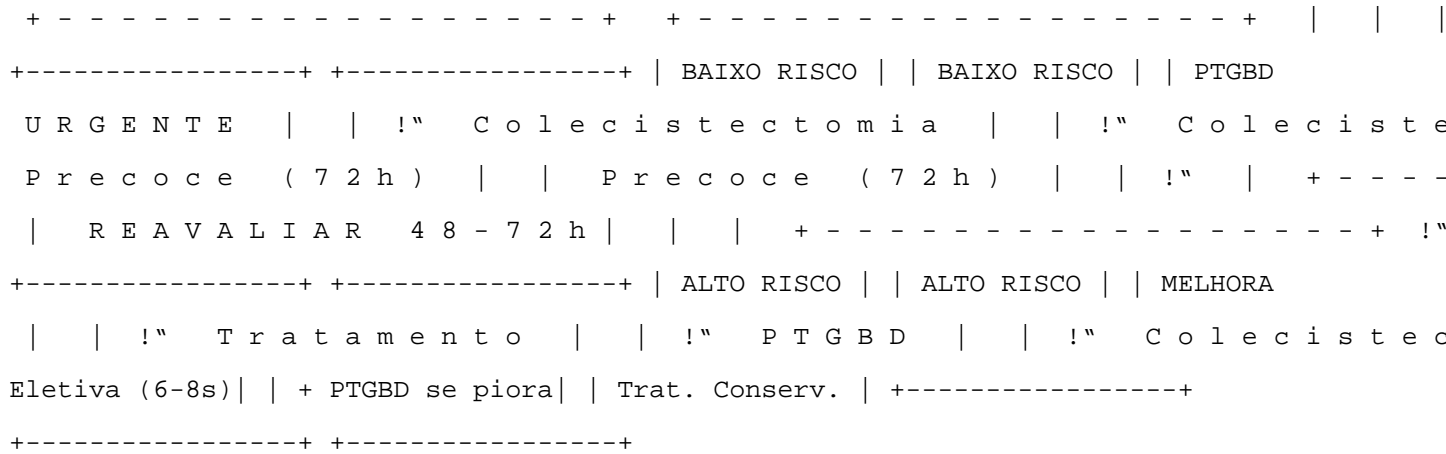 + - - - - - - - - - - - - - - - - - + + - - - - - - - - - - - - - - - - - + | | |
+-----------------+ +-----------------+ | BAIXO RISCO | | BAIXO RISCO | | PTGBD
U R G E N T E | | !“ C o l e c i s t e c t o m i a | | !“ C o l e c i s t e
P r e c o c e ( 7 2 h ) | | P r e c o c e ( 7 2 h ) | | !“ | + - - - -
| R E A V A L I A R 4 8 - 7 2 h | | | + - - - - - - - - - - - - - - - - - + !“
+-----------------+ +-----------------+ | ALTO RISCO | | ALTO RISCO | | MELHORA
| | !“ T r a t a m e n t o | | !“ P T G B D | | !“ C o l e c i s t e c
Eletiva (6-8s)| | + PTGBD se piora| | Trat. Conserv. | +-----------------+
+-----------------+ +-----------------+